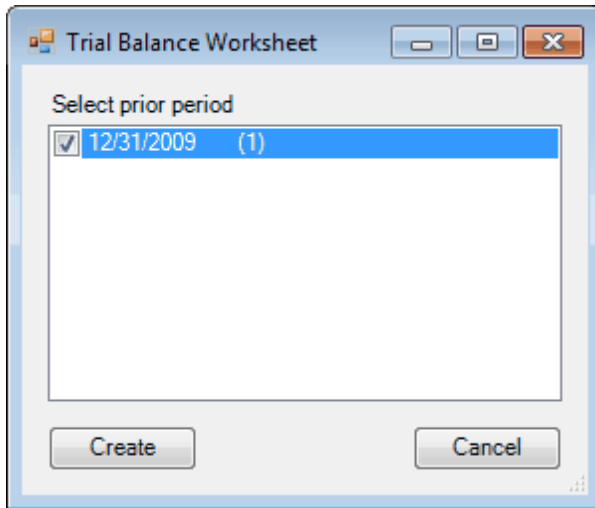 Trial Balance Worksheet
Select prior period
12/31/2009 (1)
Create Cancel